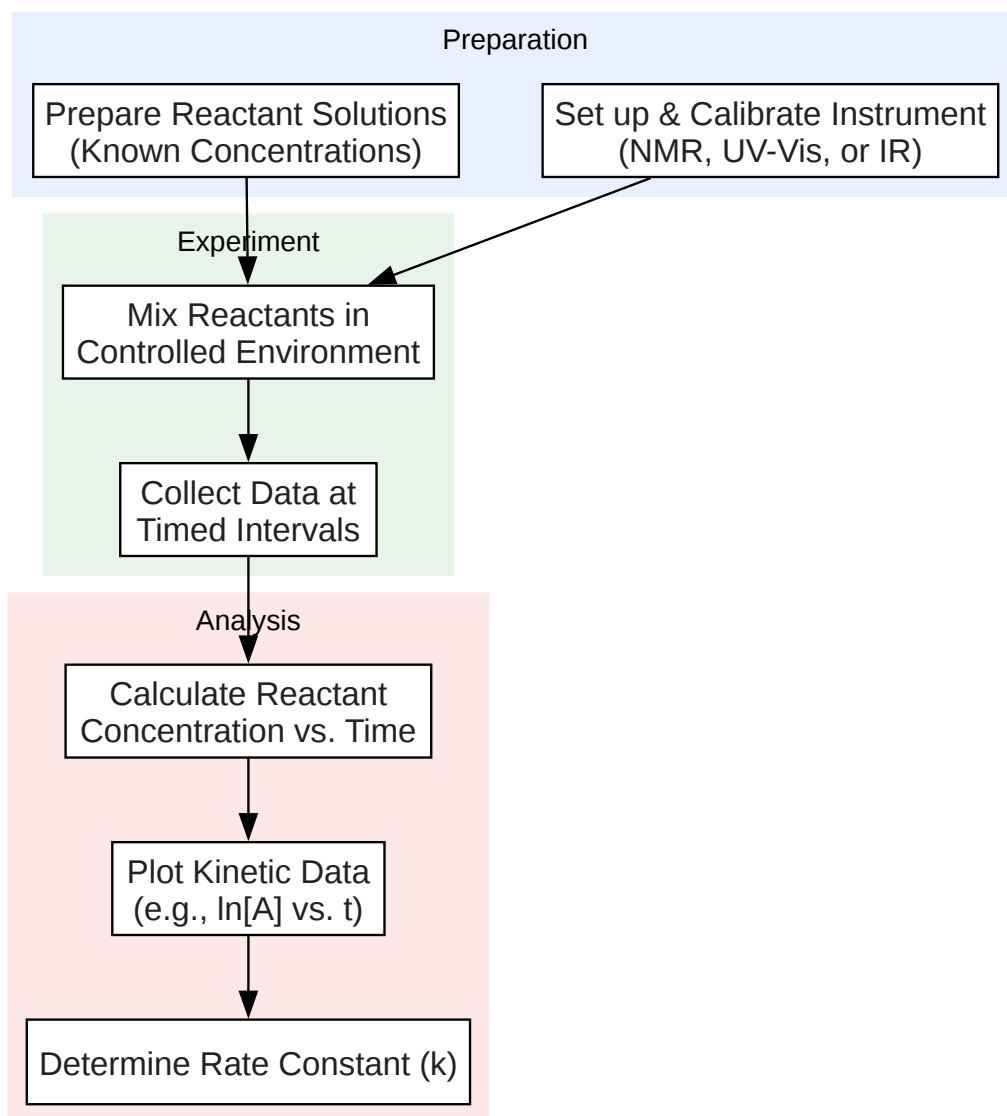 Preparation
Prepare Reactant Solutions
(Known Concentrations)
Set up & Calibrate Instrument
(NMR, UV-Vis, or IR)
Experiment
Mix Reactants in
Controlled Environment
Collect Data at
Timed Intervals
Analysis
Calculate Reactant
Concentration vs. Time
Plot Kinetic Data
(e.g., ln[A] vs. t)
Determine Rate Constant (k)